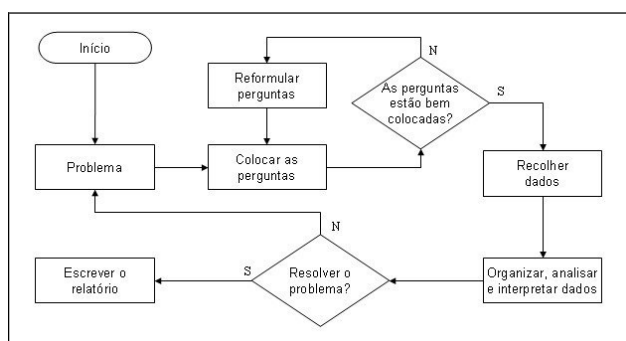 Início
Problema
Reformular
perguntas
Colocar as
perguntas
N
As perguntas
estão bem
colocadas?
S
Recolher
dados
Organizar, analisar
e interpretar dados
N
Resolver o
problema?
S
Escrever o
relatório